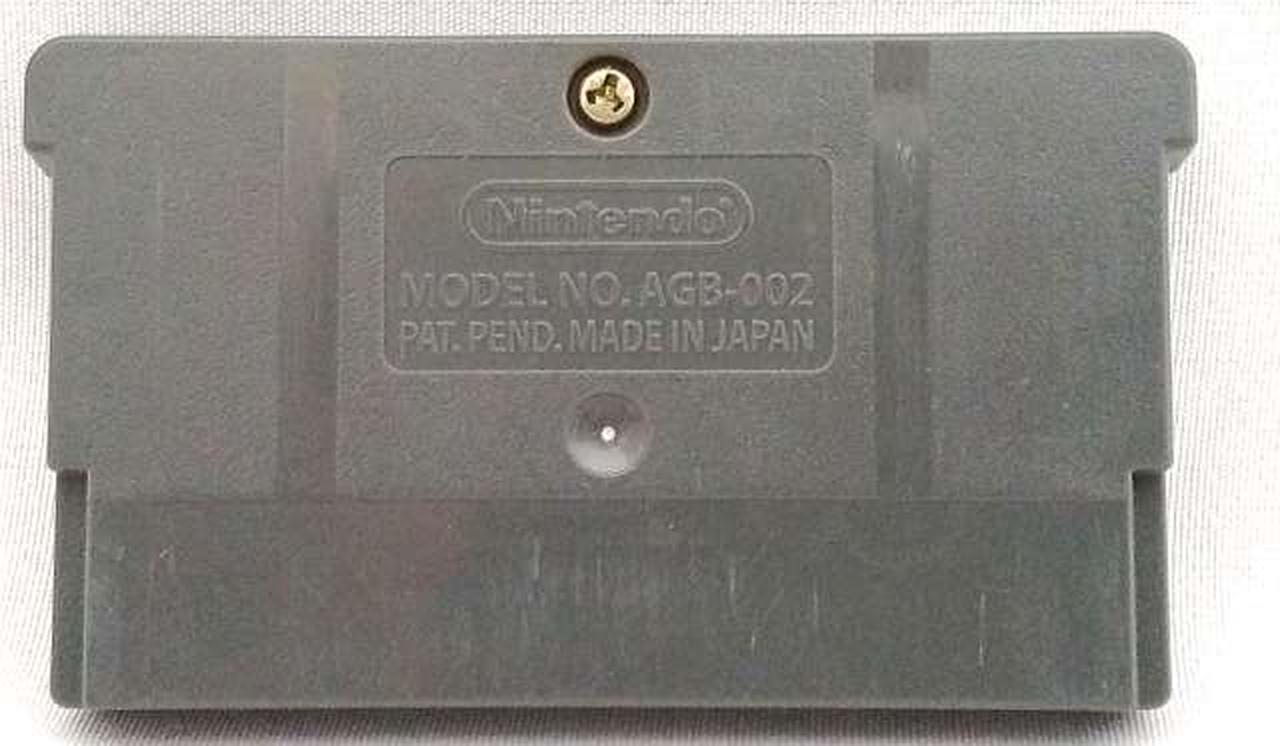 Nintendo
MODEL NO. AGB-002
PAT. PEND. MADE IN JAPAN